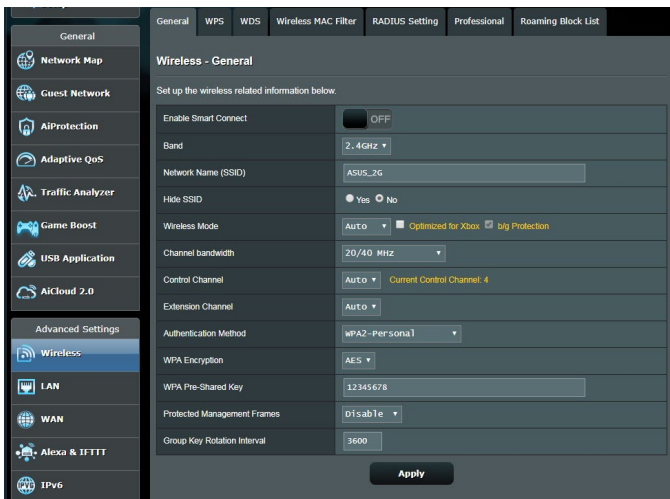 General
Network Map
Guest Network
AiProtection
Adaptive QoS
Traffic Analyzer
Game Boost
USB Application
AiCloud 2.0
Advanced Settings
Wireless
LAN
WAN
Alexa & IFTTT
IPv6
General WPS WDS Wireless MAC Filter RADIUS Setting Professional Roaming Block List
Wireless - General
Set up the wireless related information below.
Enable Smart Connect OFF
Band 2.4GHz
Network Name (SSID) ASUS_2G
Hide SSID Yes No
Wireless Mode Auto Optimized for Xbox b/g Protection
Channel bandwidth 20/40 MHz
Control Channel Auto Current Control Channel: 4
Extension Channel Auto
Authentication Method WPA2-Personal
WPA Encryption AES
WPA Pre-Shared Key 12345678
Protected Management Frames Disable
Group Key Rotation Interval 3600
Apply